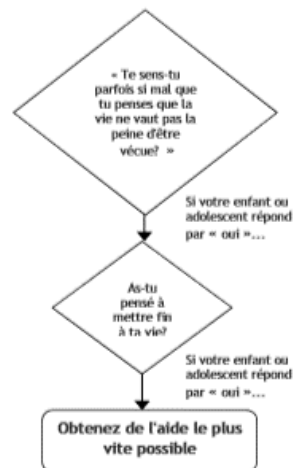 « Te sens-tu
parfois si mal que
tu penses que la
vie ne vaut pas la
peine d'être
vécue? »
Si votre enfant ou
adolescent répond
par « oui »...
As-tu
pensé à
mettre fin
à ta vie?
Si votre enfant ou
adolescent répond
par « oui »...
Obtenez de l'aide le plus
vite possible